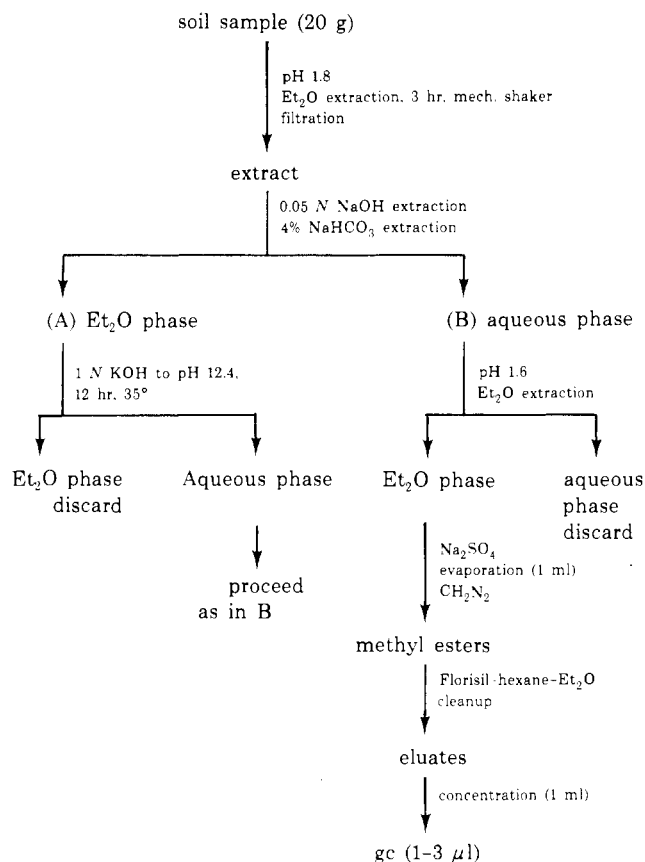 soil sample (20 g)
pH 1.8
Et₂O extraction, 3 hr, mech. shaker
filtration
extract
0.05 N NaOH extraction
4% NaHCO₃ extraction
(A) Et₂O phase
(B) aqueous phase
1 N KOH to pH 12.4,
12 hr, 35°
pH 1.6
Et₂O extraction
Et₂O phase
discard
Aqueous phase
Et₂O phase
aqueous
phase
discard
proceed
as in B
Na₂SO₄
evaporation (1 ml)
CH₂N₂
methyl esters
Florisil-hexane-Et₂O
cleanup
eluates
concentration (1 ml)
gc (1-3 μl)